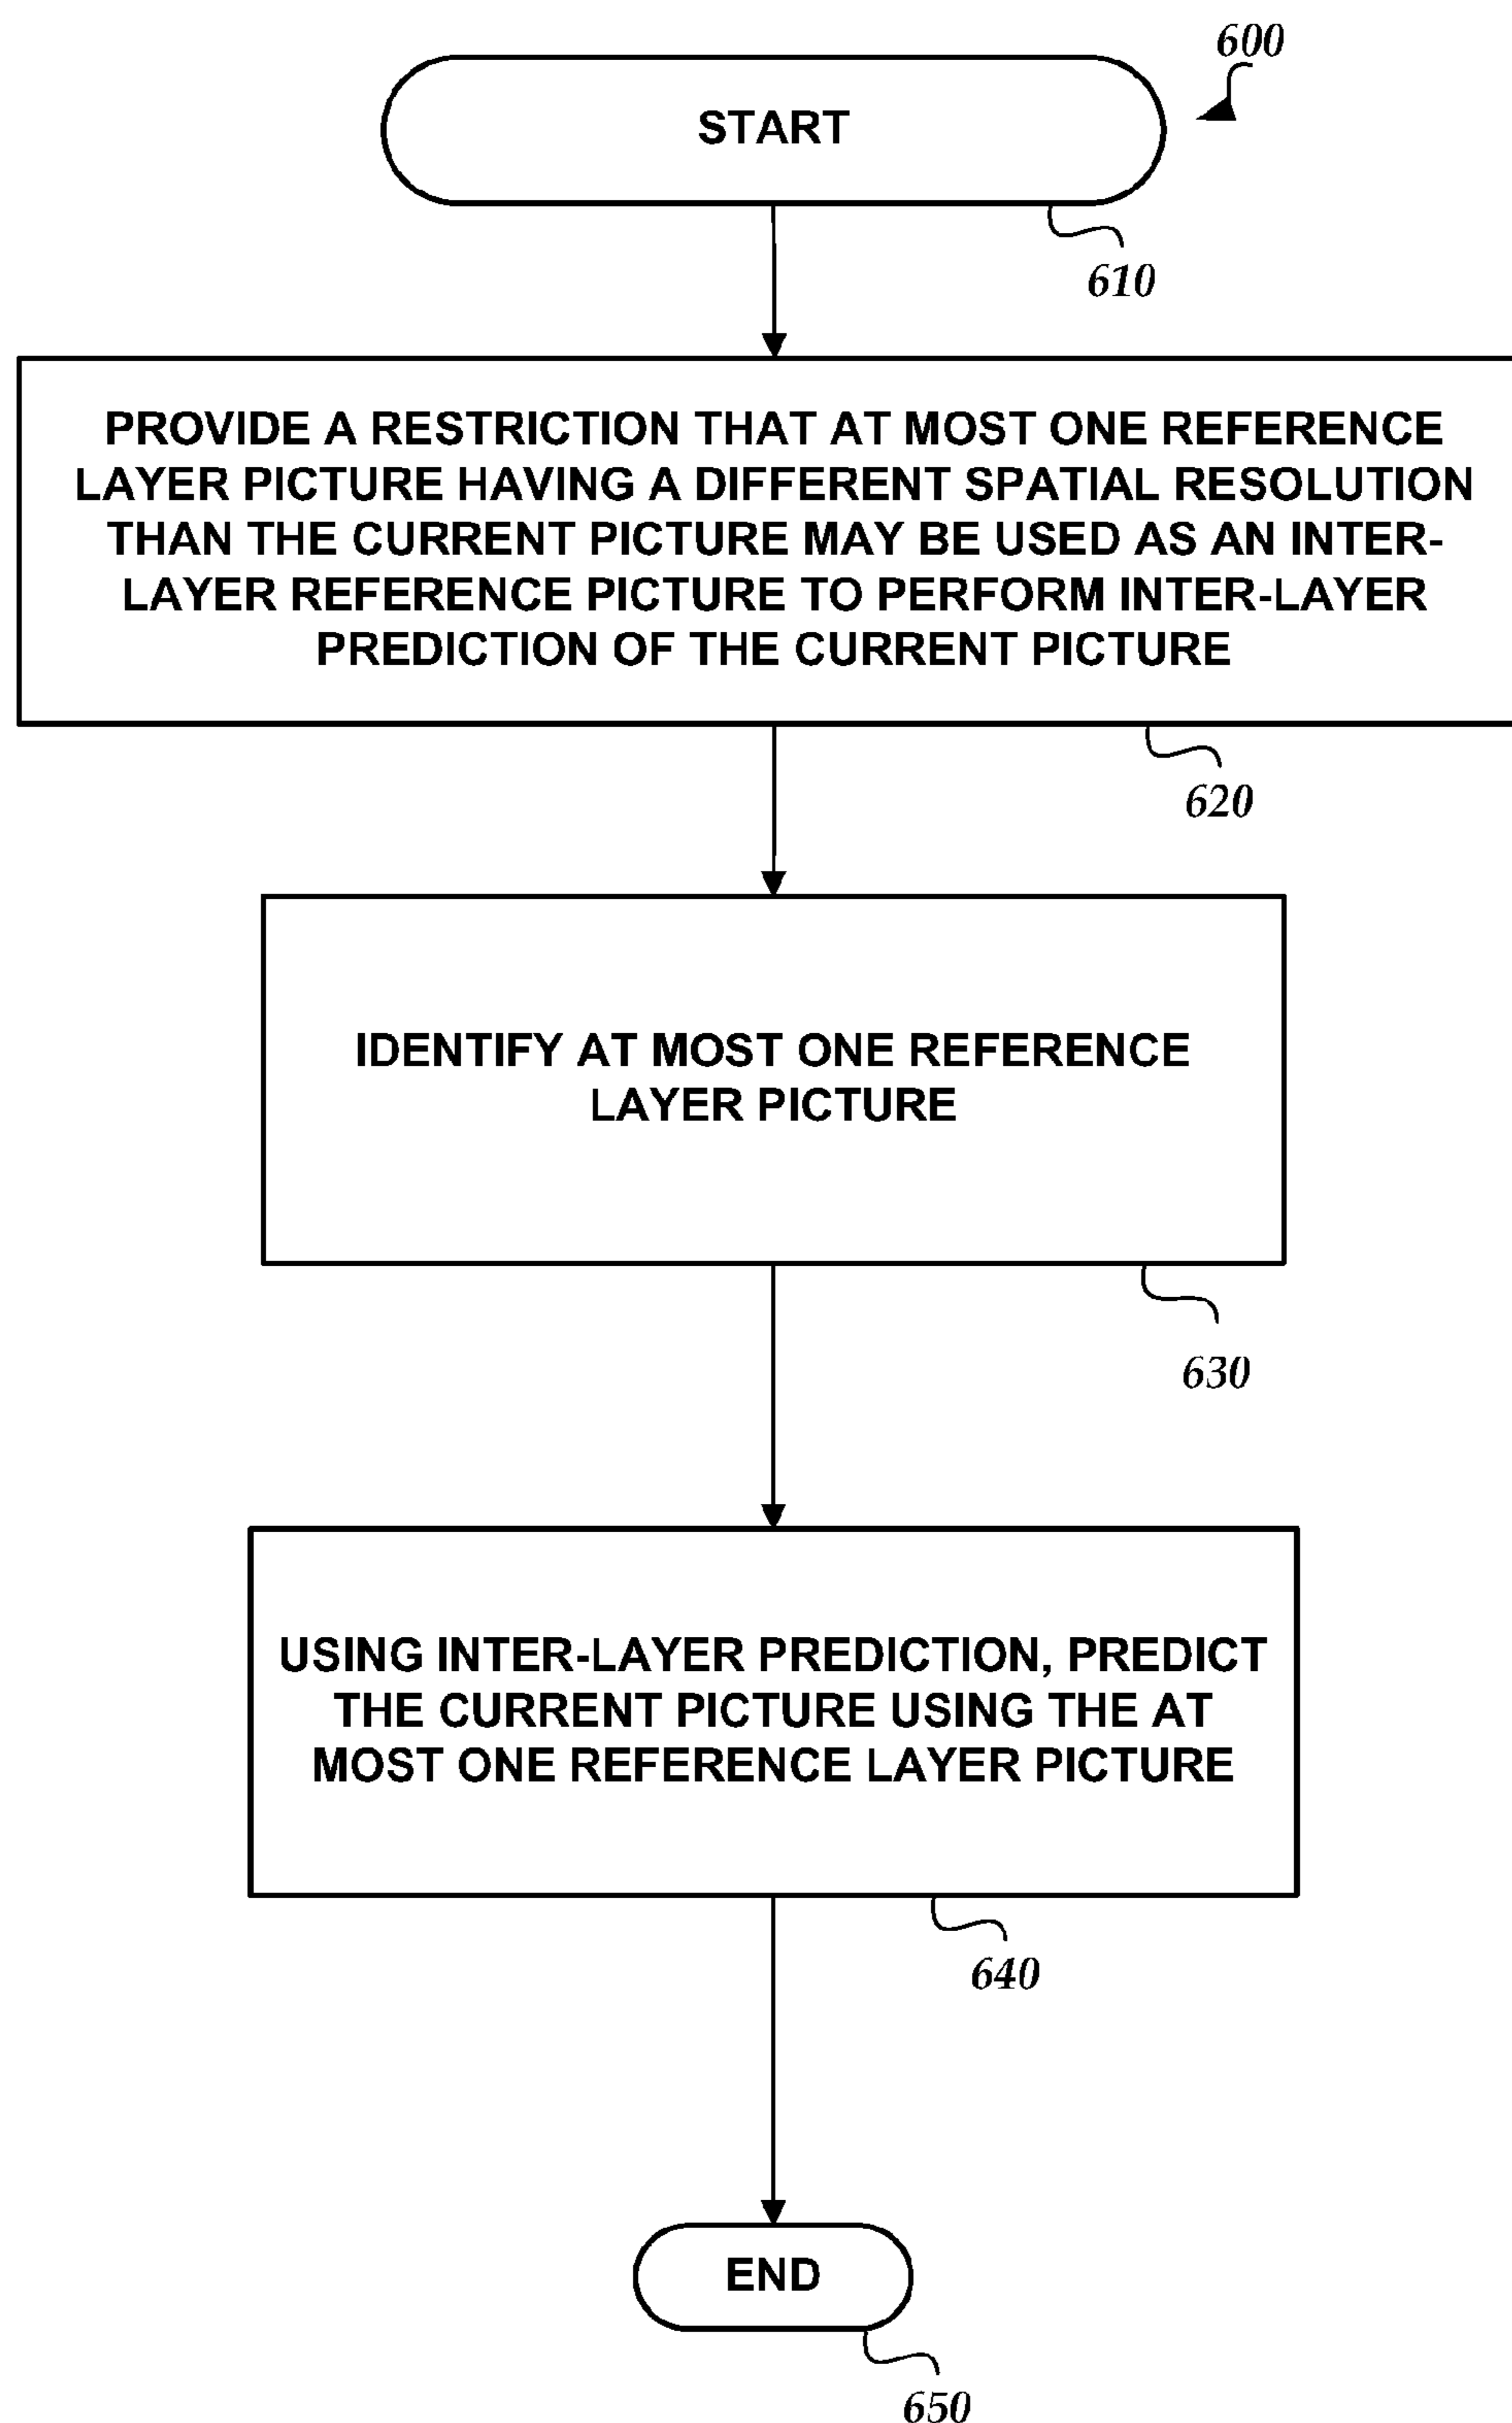 600
START
610
PROVIDE A RESTRICTION THAT AT MOST ONE REFERENCE
LAYER PICTURE HAVING A DIFFERENT SPATIAL RESOLUTION
THAN THE CURRENT PICTURE MAY BE USED AS AN INTER-
LAYER REFERENCE PICTURE TO PERFORM INTER-LAYER
PREDICTION OF THE CURRENT PICTURE
620
IDENTIFY AT MOST ONE REFERENCE
LAYER PICTURE
630
USING INTER-LAYER PREDICTION, PREDICT
THE CURRENT PICTURE USING THE AT
MOST ONE REFERENCE LAYER PICTURE
640
END
650